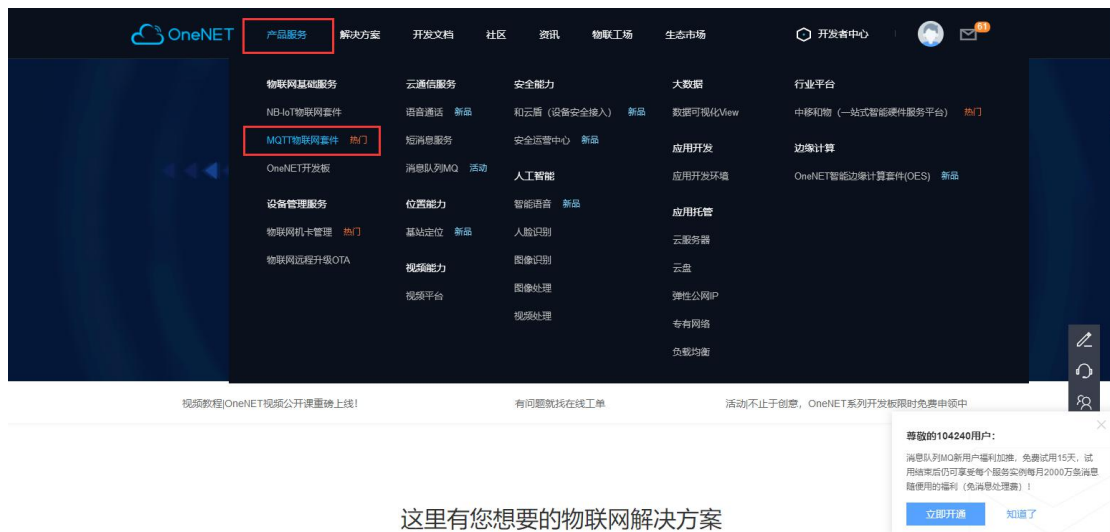 OneNET 产品服务 解决方案 开发文档 社区 资讯 物联工场 生态市场 开发者中心 61
物联网基础服务
NB-IoT物联网套件
MQTT物联网套件 热门
OneNET开发板
设备管理服务
物联网机卡管理 热门
物联网远程升级OTA
云通信服务
语音通话 新品
短消息服务
消息队列MQ 活动
位置能力
基站定位 新品
视频能力
视频平台
安全能力
和云盾（设备安全接入） 新品
安全运营中心 新品
人工智能
智能语音 新品
人脸识别
图像识别
图像处理
视频处理
大数据
数据可视化View
应用开发
应用开发环境
应用托管
云服务器
云盘
弹性公网IP
专有网络
负载均衡
行业平台
中移和物（一站式智能硬件服务平台） 热门
边缘计算
OneNET智能边缘计算套件(OES) 新品
视频教程|OneNET视频公开课重磅上线！ 有问题就找在线工单 活动|不止于创意，OneNET系列开发板限时免费申领中
尊敬的104240用户：
消息队列MQ新用户福利加推，免费试用15天，试
用结束后仍可享受每个服务实例每月2000万条消息
随便用的福利（免消息处理费）！
立即开通 知道了
这里有您想要的物联网解决方案